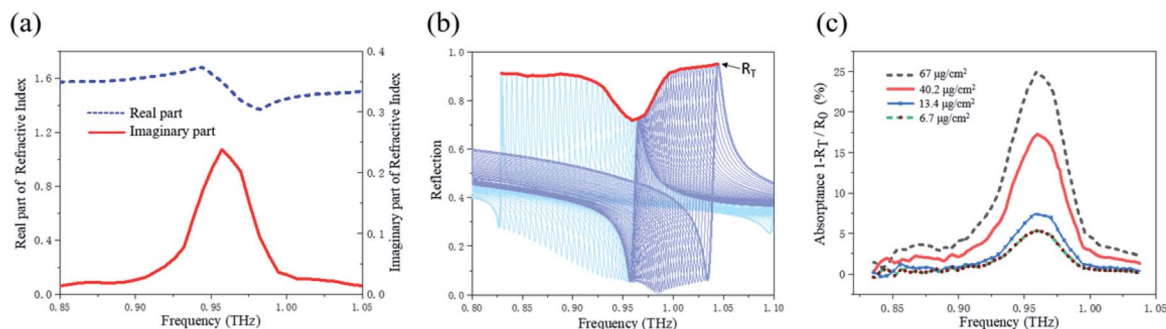 (a)
Real part of Refractive Index
1.6
1.2
0.8
0.4
0.0
Real part
Imaginary part
0.4
0.3
0.2
0.1
0.0
Imaginary part of Refractive Index
0.85 0.90 0.95 1.00 1.05
Frequency (THz)
(b)
Reflection
1.0
0.8
0.6
0.4
0.2
0.0
RT
0.80 0.85 0.90 0.95 1.00 1.05 1.10
Frequency (THz)
(c)
Absorptance 1-RT / R0 (%)
25
20
15
10
5
0
67 μg/cm²
40.2 μg/cm²
13.4 μg/cm²
6.7 μg/cm²
0.85 0.90 0.95 1.00 1.05
Frequency (THz)